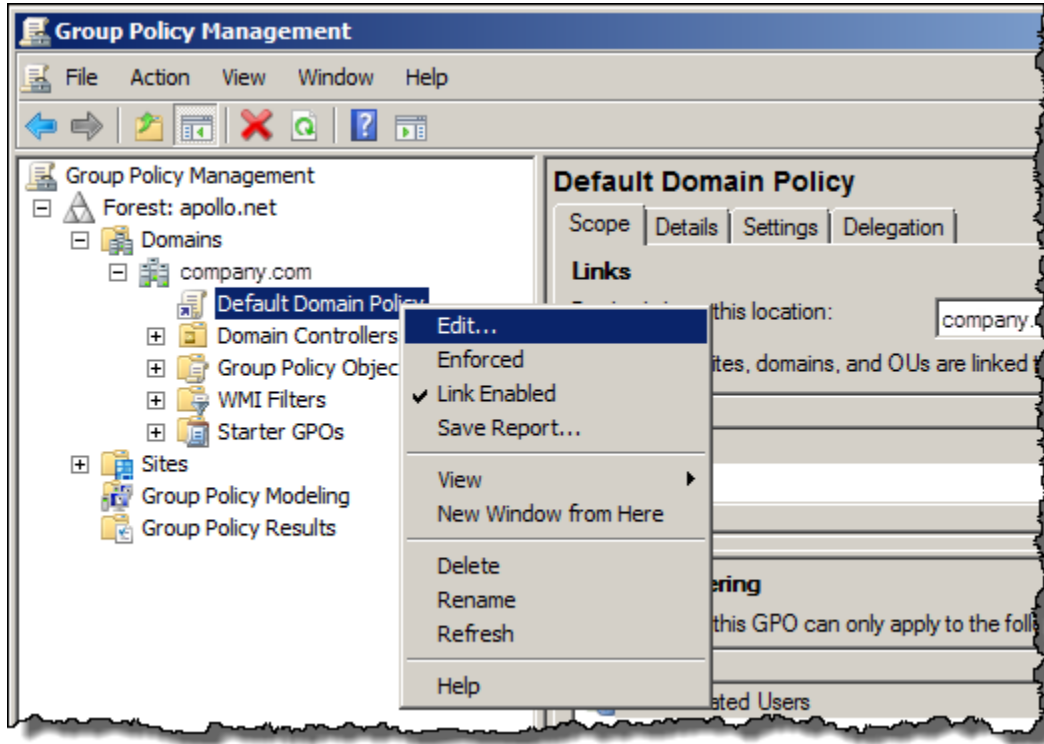 Group Policy Management
File Action View Window Help
Group Policy Management
Forest: apollo.net
Domains
company.com
Default Domain Policy
Domain Controllers
Group Policy Objec
WMI Filters
Starter GPOs
Sites
Group Policy Modeling
Group Policy Results
Edit...
Enforced
Link Enabled
Save Report...
View
New Window from Here
Delete
Rename
Refresh
Help
Default Domain Policy
Scope Details Settings Delegation
Links
this location: company.
ites, domains, and OUs are linked
ering
this GPO can only apply to the foll
ated Users